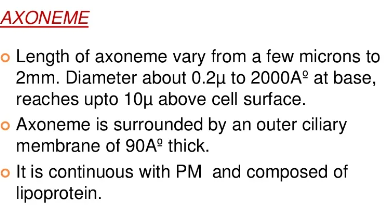 AXONEME
Length of axoneme vary from a few microns to
2mm. Diameter about 0.2µ to 2000Aº at base,
reaches upto 10µ above cell surface.
Axoneme is surrounded by an outer ciliary
membrane of 90Aº thick.
It is continuous with PM and composed of
lipoprotein.